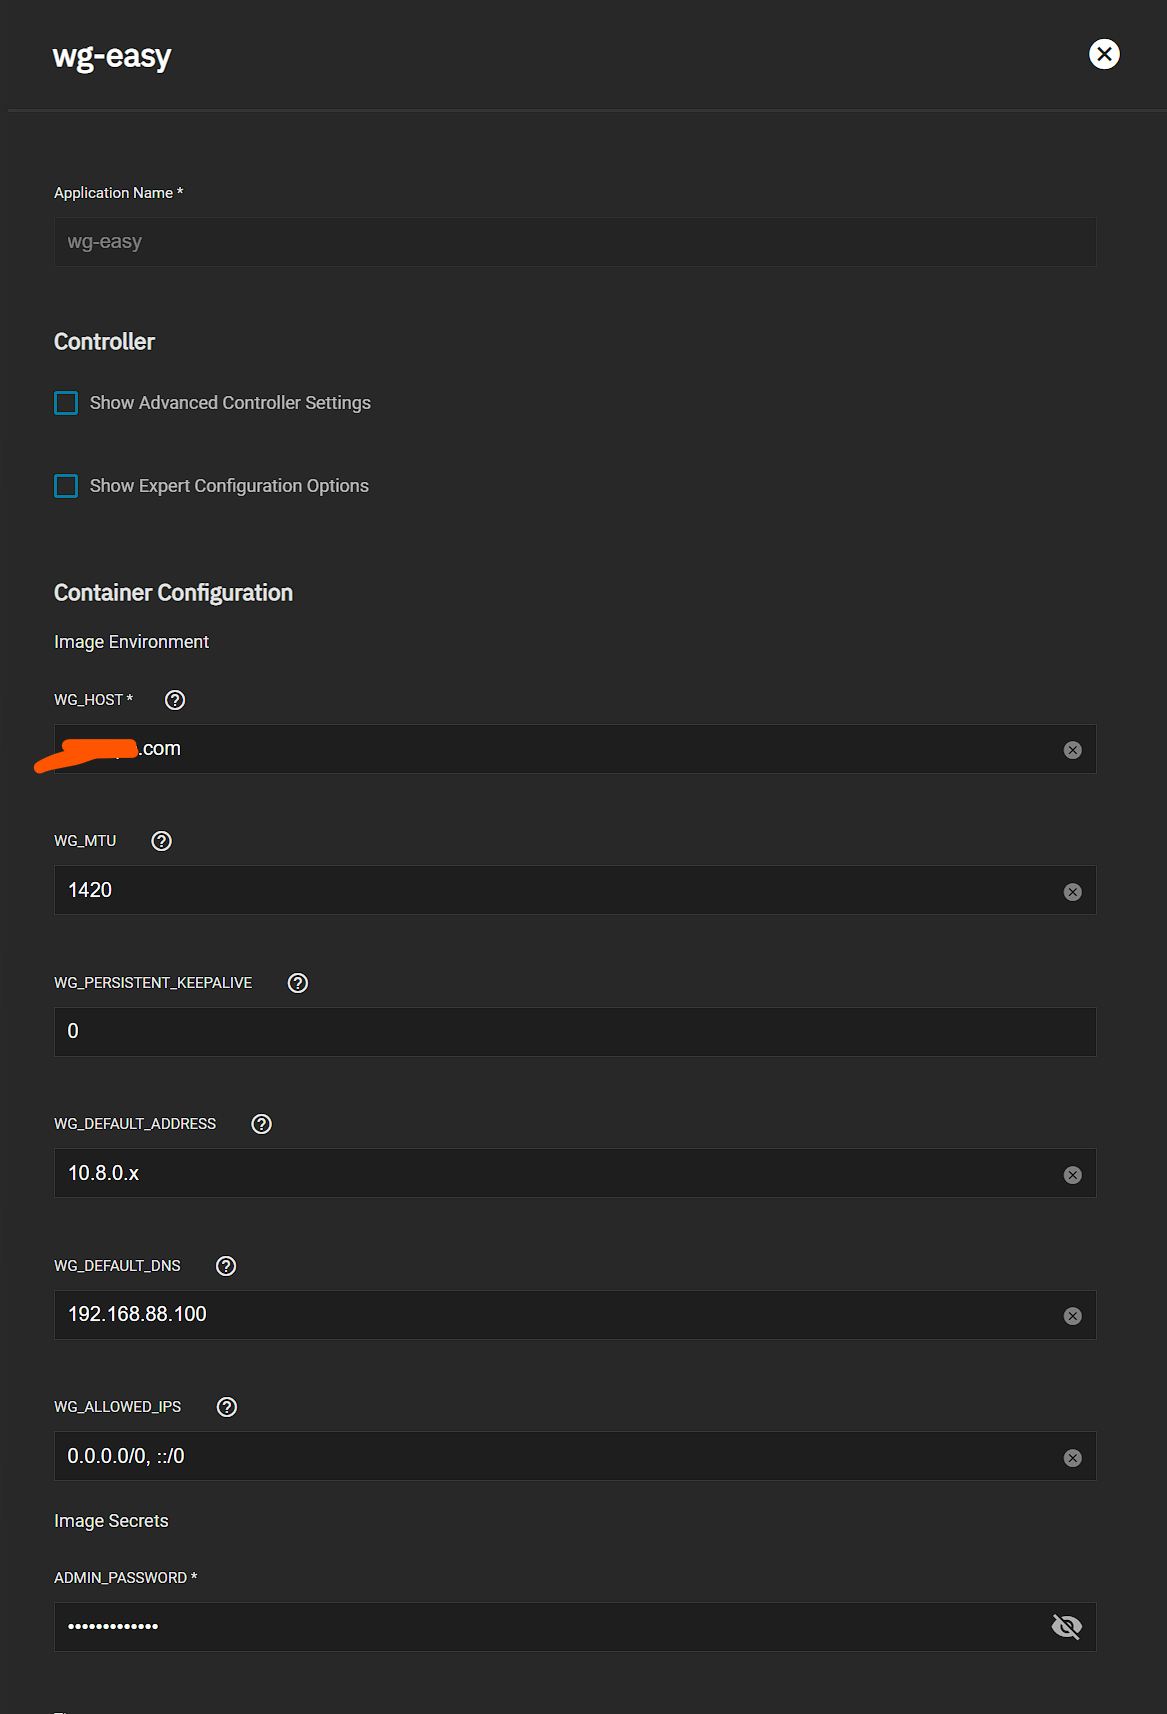 wg-easy
Application Name *
wg-easy
Controller
Show Advanced Controller Settings
Show Expert Configuration Options
Container Configuration
Image Environment
WG_HOST *
.com
WG_MTU
1420
WG_PERSISTENT_KEEPALIVE
0
WG_DEFAULT_ADDRESS
10.8.0.x
WG_DEFAULT_DNS
192.168.88.100
WG_ALLOWED_IPS
0.0.0.0/0, ::/0
Image Secrets
ADMIN_PASSWORD *
•••••••••••••